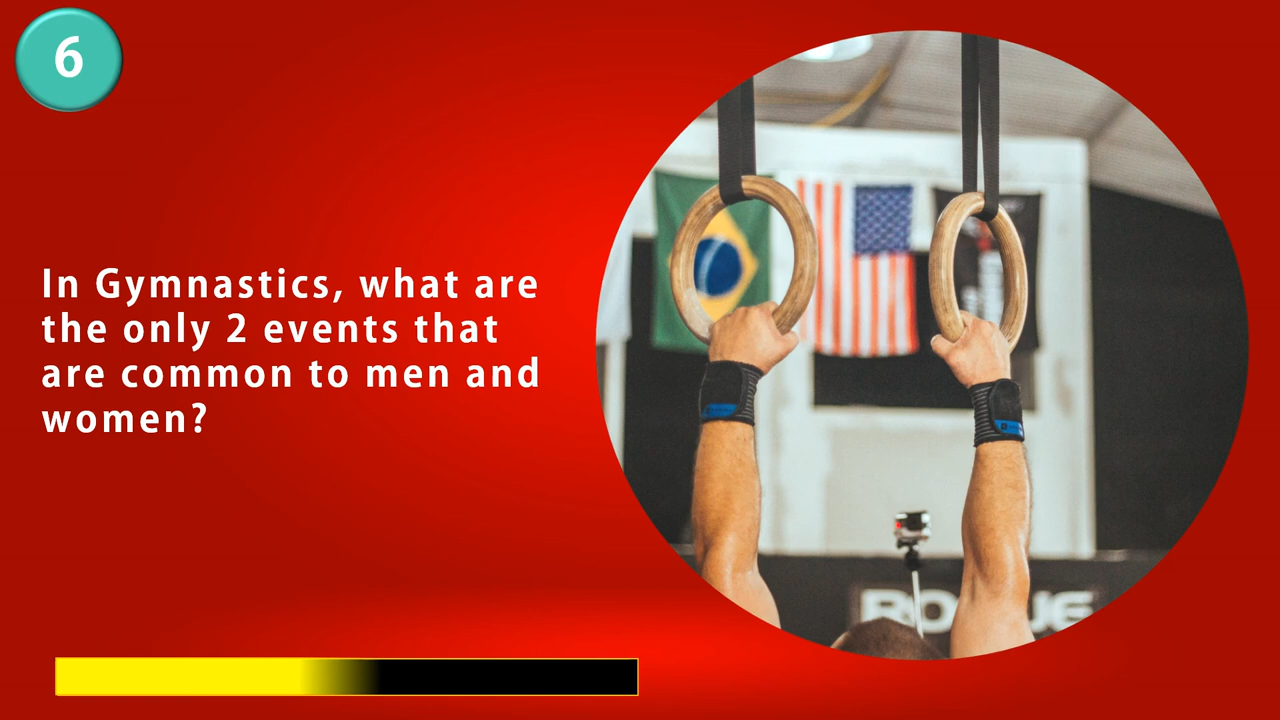 6
In Gymnastics, what are
the only 2 events that
are common to men and
women?